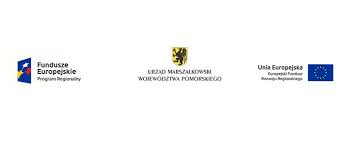 Fundusze
Europejskie
Program Regionalny
URZĄD MARSZAŁKOWSKI
WOJEWÓDZTWA POMORSKIEGO
Unia Europejska
Europejski Fundusz
Rozwoju Regionalnego